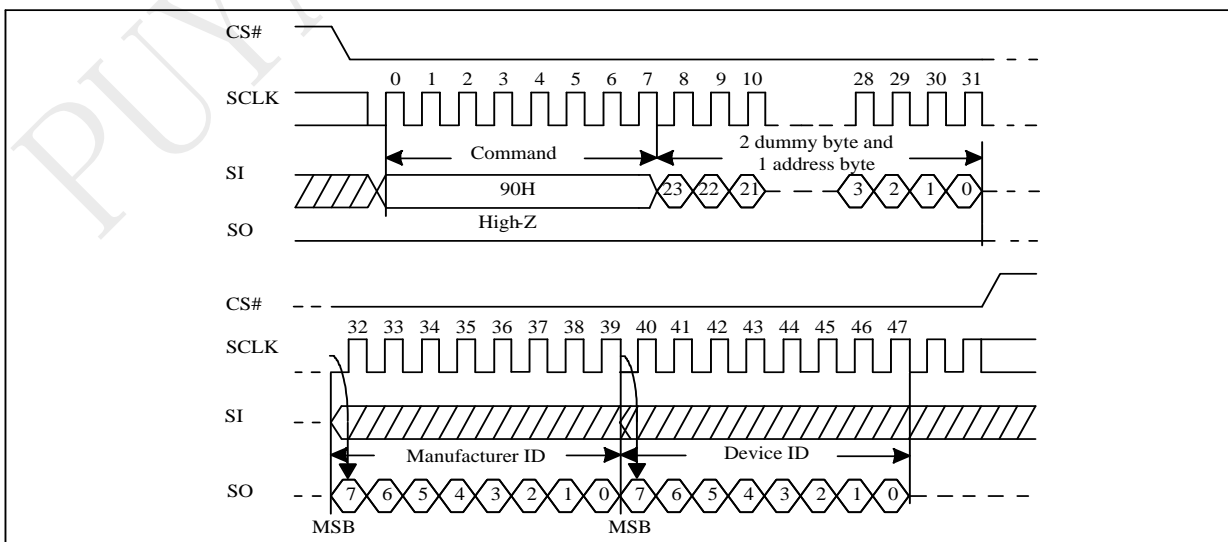 PUYA
CS#
0 1 2 3 4 5 6 7 8 9 10 28 29 30 31
SCLK
Command
2 dummy byte and
1 address byte
SI
90H
23 22 21 3 2 1 0
High-Z
SO
CS#
32 33 34 35 36 37 38 39 40 41 42 43 44 45 46 47
SCLK
SI
Manufacturer ID Device ID
SO
7 6 5 4 3 2 1 0 7 6 5 4 3 2 1 0
MSB MSB